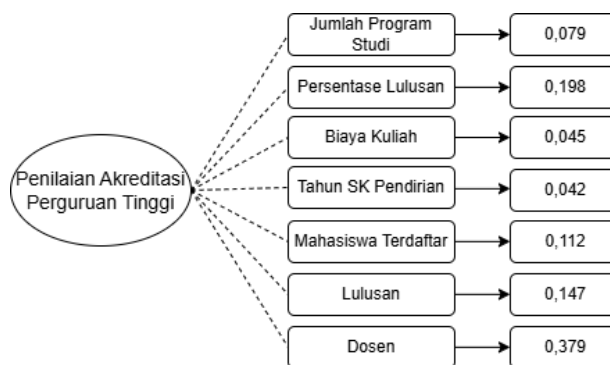 Penilaian Akreditasi
Perguruan Tinggi
Jumlah Program
Studi
0,079
Persentase Lulusan
0,198
Biaya Kuliah
0,045
Tahun SK Pendirian
0,042
Mahasiswa Terdaftar
0,112
Lulusan
0,147
Dosen
0,379